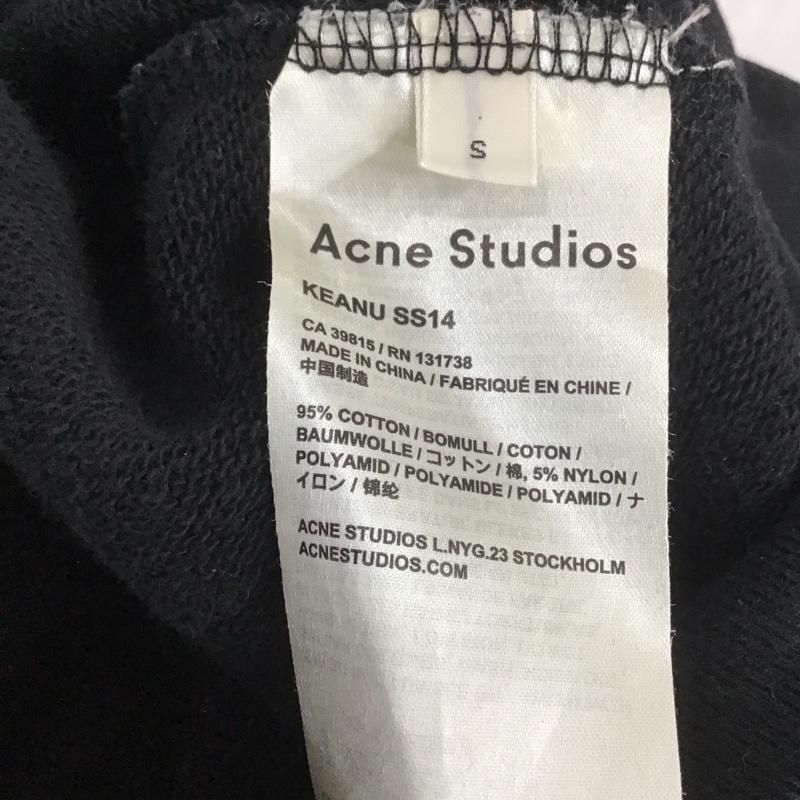 S
Acne Studios
KEANU SS14
CA 39815 / RN 131738
MADE IN CHINA / FABRIQUÉ EN CHINE /
中国制造
95% COTTON / BOMULL / COTON /
BAUMWOLLE / コットン / 棉, 5% NYLON /
POLYAMID / POLYAMIDE / POLYAMID / ナ
イロン / 锦纶
ACNE STUDIOS L.NYG.23 STOCKHOLM
ACNESTUDIOS.COM